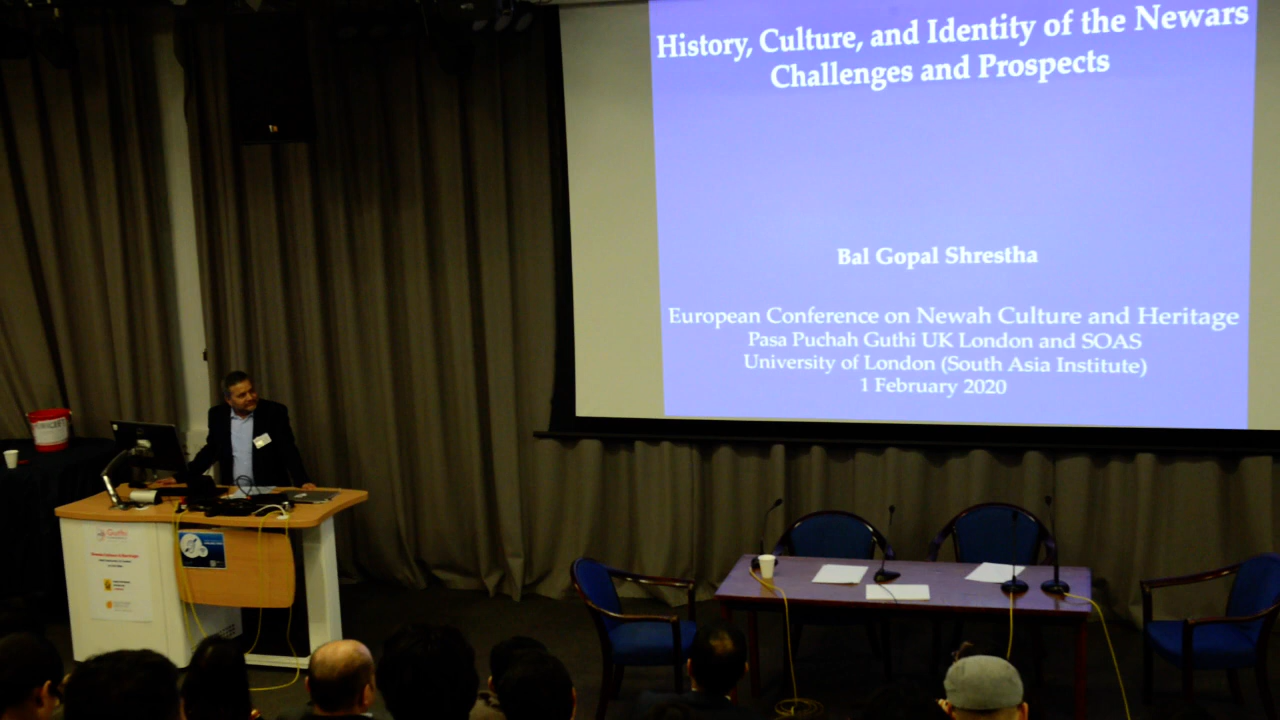 History, Culture, and Identity of the Newars
Challenges and Prospects
Bal Gopal Shrestha
European Conference on Newah Culture and Heritage
Pasa Puchah Guthi UK London and SOAS
University of London (South Asia Institute)
1 February 2020
Guthi